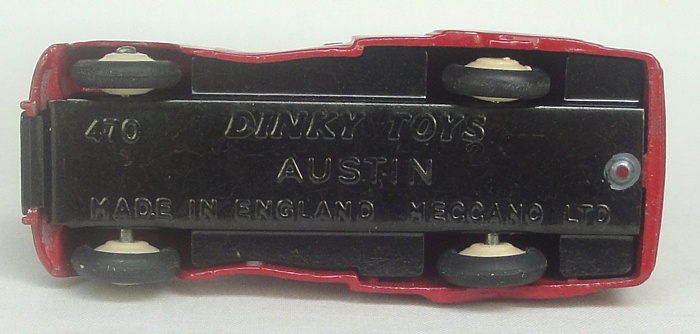 470 DINKY TOYS
AUSTIN
MADE IN ENGLAND MECCANO LTD